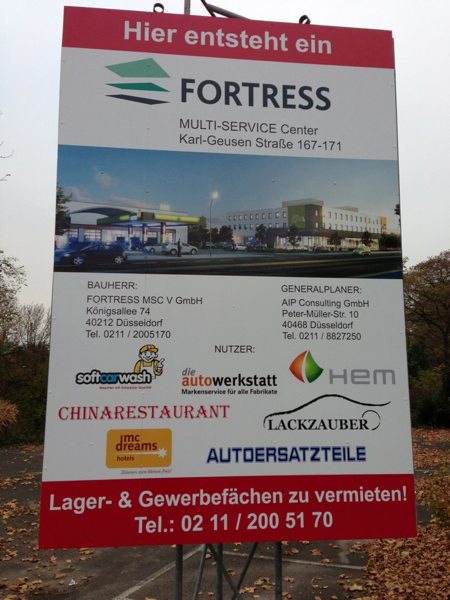 Hier entsteht ein
FORTRESS
MULTI-SERVICE Center
Karl-Geusen Straße 167-171
BAUHERR:
FORTRESS MSC V GmbH
Königsallee 74
40212 Düsseldorf
Tel. 0211 / 2005170
GENERALPLANER:
AIP Consulting GmbH
Peter-Müller-Str. 10
40468 Düsseldorf
Tel. 0211 / 8827250
NUTZER:
softcarwash
die
autowerkstatt
Markenservice für alle Fabrikate
HEM
CHINARESTAURANT
LACKZAUBER
mc
dreams
hotels
AUTOERSATZTEILE
Lager- & Gewerbefächen zu vermieten!
Tel.: 02 11 / 200 51 70